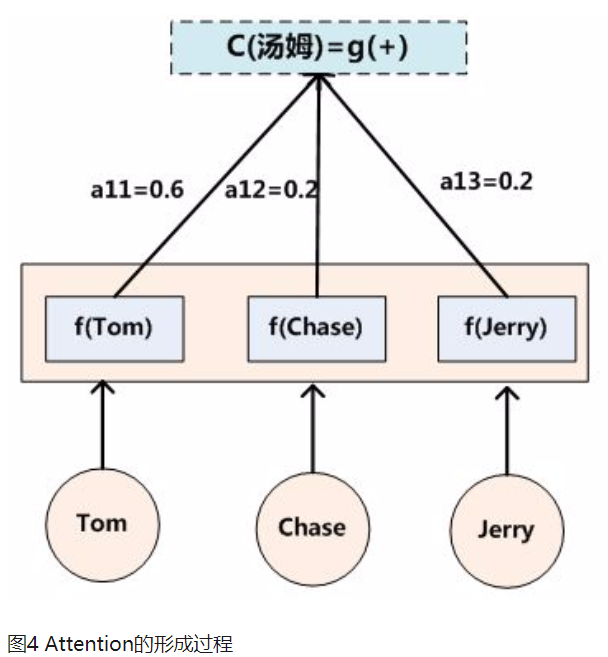 C(汤姆)=g(+)
a11=0.6
a12=0.2
a13=0.2
f(Tom)
f(Chase)
f(Jerry)
Tom
Chase
Jerry
图4 Attention的形成过程